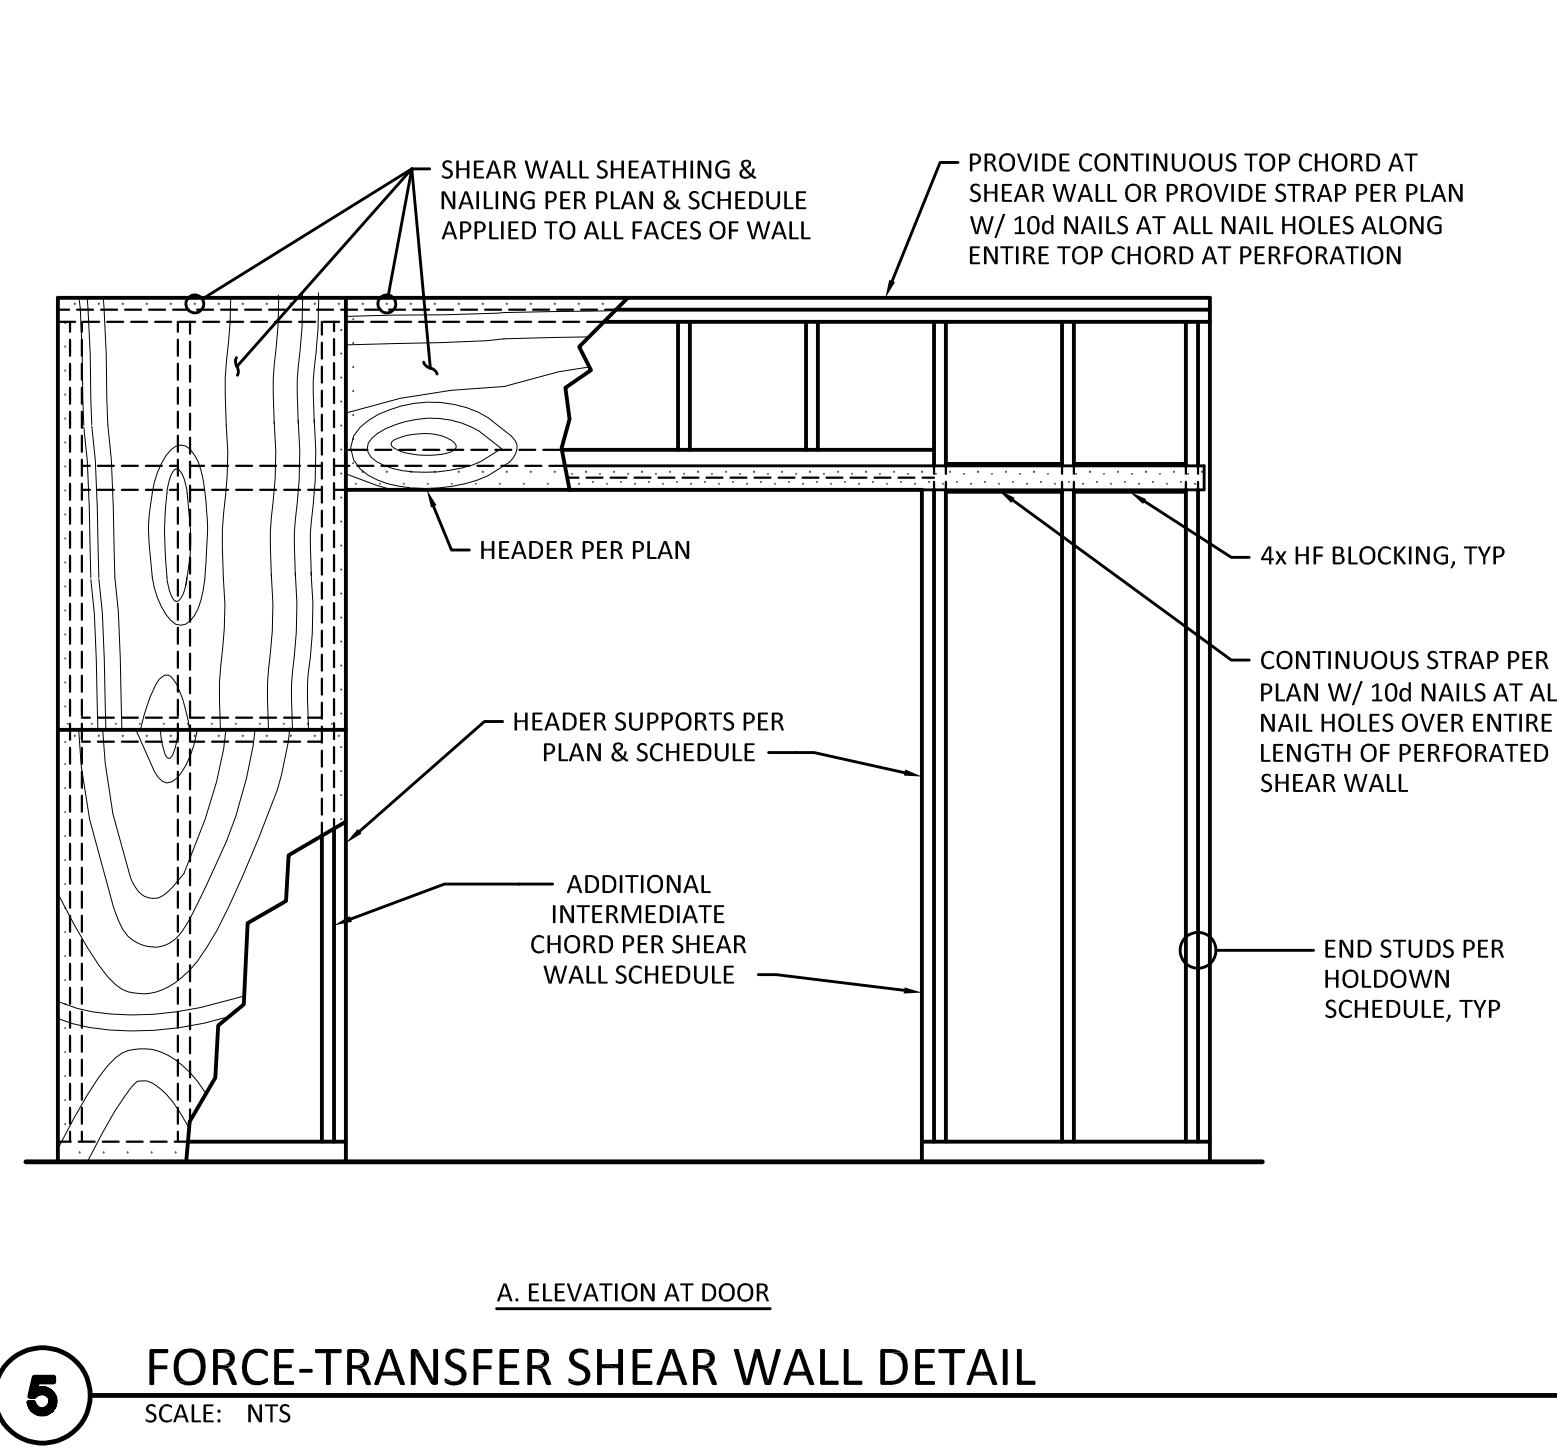 SHEAR WALL SHEATHING &
NAILING PER PLAN & SCHEDULE
APPLIED TO ALL FACES OF WALL
PROVIDE CONTINUOUS TOP CHORD AT
SHEAR WALL OR PROVIDE STRAP PER PLAN
W/ 10d NAILS AT ALL NAIL HOLES ALONG
ENTIRE TOP CHORD AT PERFORATION
HEADER PER PLAN
4x HF BLOCKING, TYP
CONTINUOUS STRAP PER
PLAN W/ 10d NAILS AT AL
NAIL HOLES OVER ENTIRE
LENGTH OF PERFORATED
SHEAR WALL
HEADER SUPPORTS PER
PLAN & SCHEDULE
ADDITIONAL
INTERMEDIATE
CHORD PER SHEAR
WALL SCHEDULE
END STUDS PER
HOLDOWN
SCHEDULE, TYP
A. ELEVATION AT DOOR
5
FORCE-TRANSFER SHEAR WALL DETAIL
SCALE: NTS